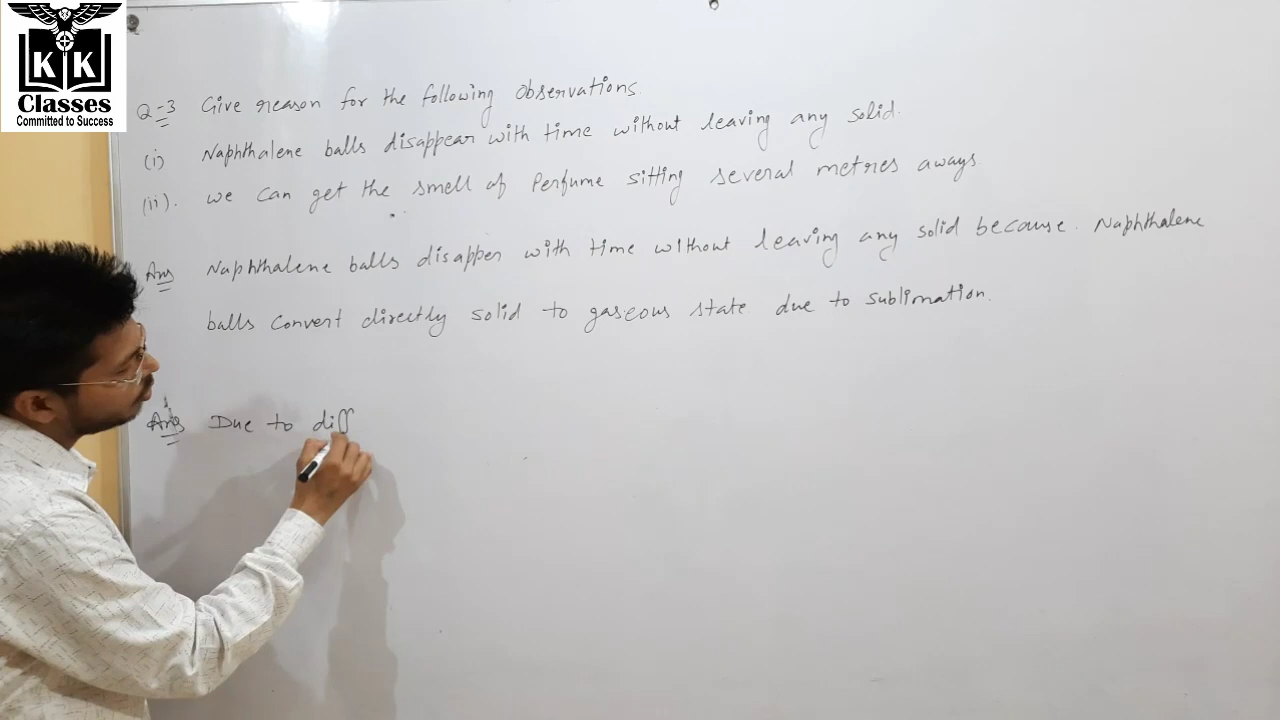 K K
Classes
Committed to Success
Q-3 Give reason for the following Observations.
(i) Naphthalene balls disappear with time without leaving any solid.
(ii). we can get the smell of Perfume sitting several metres aways.
Ans Naphthalene balls disapper with time without leaving any solid because. Naphthalene
balls convert directly solid to gaseous state due to sublimation.
Ans Due to diff